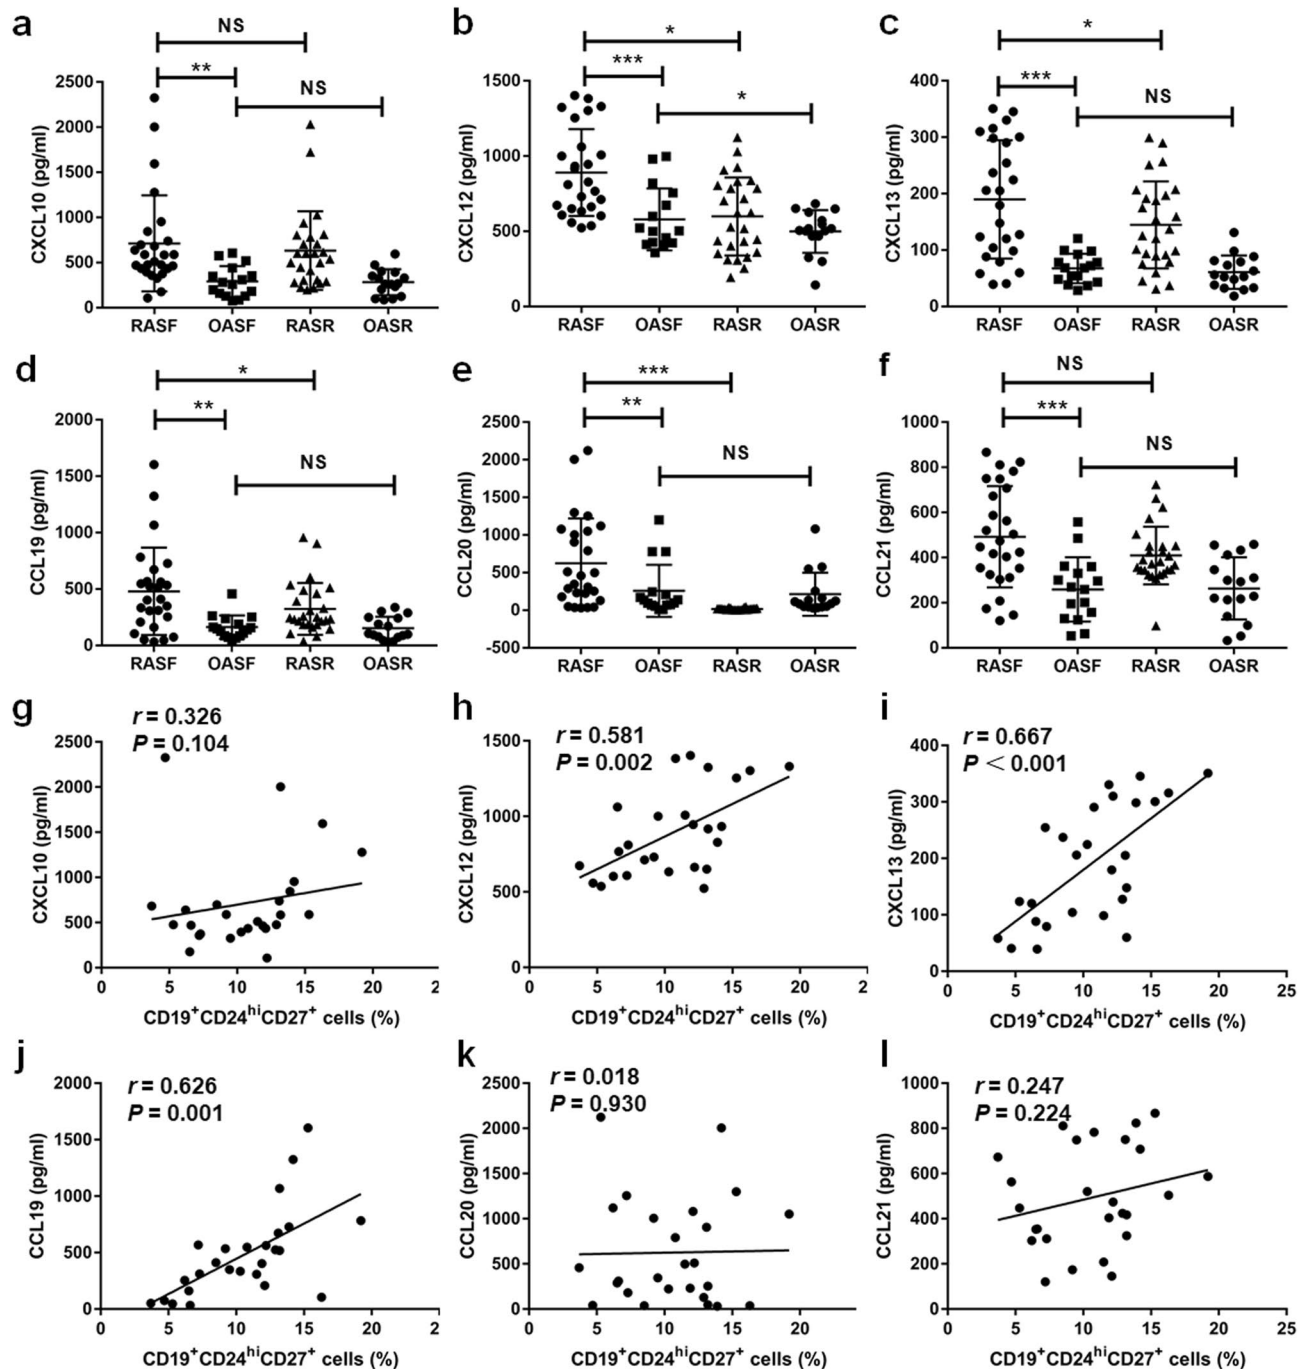 a
NS
**
NS
CXCL10 (pg/ml)
2500
2000
1500
1000
500
0
RASF OASF RASR OASR
b
*
***
*
CXCL12 (pg/ml)
1500
1000
500
0
RASF OASF RASR OASR
c
*
***
NS
CXCL13 (pg/ml)
400
300
200
100
0
RASF OASF RASR OASR
d
*
**
NS
CCL19 (pg/ml)
2000
1500
1000
500
0
RASF OASF RASR OASR
e
***
**
NS
CCL20 (pg/ml)
2500
2000
1500
1000
500
0
-500
RASF OASF RASR OASR
f
NS
***
NS
CCL21 (pg/ml)
1000
800
600
400
200
0
RASF OASF RASR OASR
g
r = 0.326
P = 0.104
CXCL10 (pg/ml)
2500
2000
1500
1000
500
0
0 5 10 15 20 2
CD19⁺CD24ʰⁱCD27⁺ cells (%)
h
r = 0.581
P = 0.002
CXCL12 (pg/ml)
1500
1000
500
0
0 5 10 15 20 2
CD19⁺CD24ʰⁱCD27⁺ cells (%)
i
r = 0.667
P < 0.001
CXCL13 (pg/ml)
400
300
200
100
0
0 5 10 15 20 25
CD19⁺CD24ʰⁱCD27⁺ cells (%)
j
r = 0.626
P = 0.001
CCL19 (pg/ml)
2000
1500
1000
500
0
0 5 10 15 20 2
CD19⁺CD24ʰⁱCD27⁺ cells (%)
k
r = 0.018
P = 0.930
CCL20 (pg/ml)
2500
2000
1500
1000
500
0
0 5 10 15 20 2
CD19⁺CD24ʰⁱCD27⁺ cells (%)
l
r = 0.247
P = 0.224
CCL21 (pg/ml)
1000
800
600
400
200
0
0 5 10 15 20 25
CD19⁺CD24ʰⁱCD27⁺ cells (%)